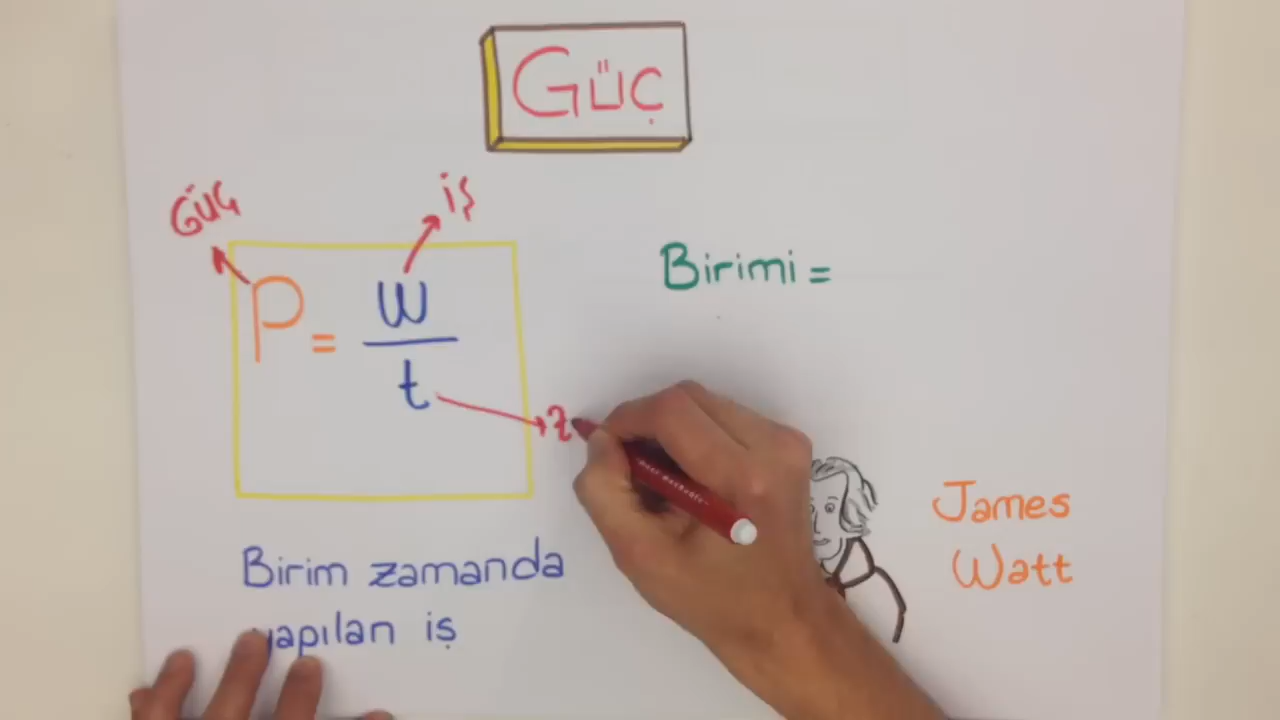 Güç
Güç
iş
P = w
t
z
Birimi =
James
Watt
Birim zamanda
yapılan iş